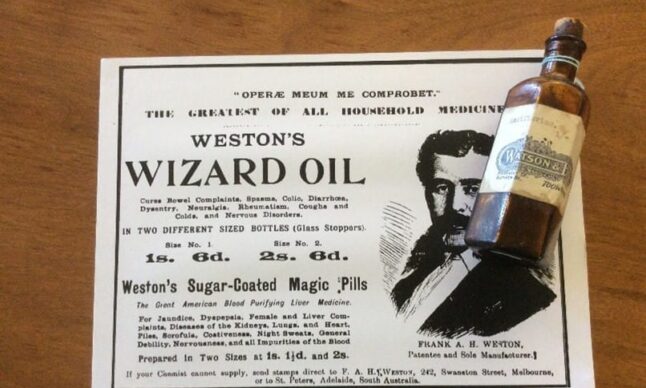 "OPERÆ MEUM ME COMPROBET."
THE GREATEST OF ALL HOUSEHOLD MEDICINE
WESTON'S
WIZARD OIL
Cures Bowel Complaints, Spasms, Colic, Diarrhœa,
Dysentry, Neuralgia, Rheumatism, Coughs and
Colds, and Nervous Disorders.
IN TWO DIFFERENT SIZED BOTTLES (Glass Stoppers).
Size No. 1 Size No. 2.
1s. 6d. 2s. 6d.
Weston's Sugar-Coated Magic Pills
The Great American Blood Purifying Liver Medicine.
For Jaundice, Dyspepsia, Female and Liver Com-
plaints, Diseases of the Kidneys, Lungs, and Heart,
Piles, Scrofula, Costiveness, Night Sweats, General
Debility, Nervousness, and all Impurities of the Blood
Prepared in Two Sizes at 1s. 1½d. and 2s.
FRANK A. H. WESTON,
Patentee and Sole Manufacturer.
If your Chemist cannot supply, send stamps direct to F. A. H. WESTON, 242, Swanston Street, Melbourne,
or to St. Peters, Adelaide, South Australia.
WATSON &
TOOW